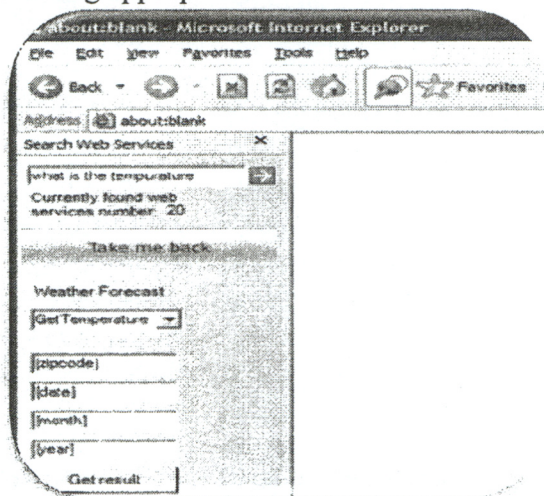 about:blank - Microsoft Internet Explorer
File Edit View Favorites Tools Help
Back Favorites
Address about:blank
Search Web Services ×
what is the tempurature
Currently found web
services number 20
Take me back
Weather Forecast
GetTemperature
[zipcode]
[date]
[month]
[year]
Get result